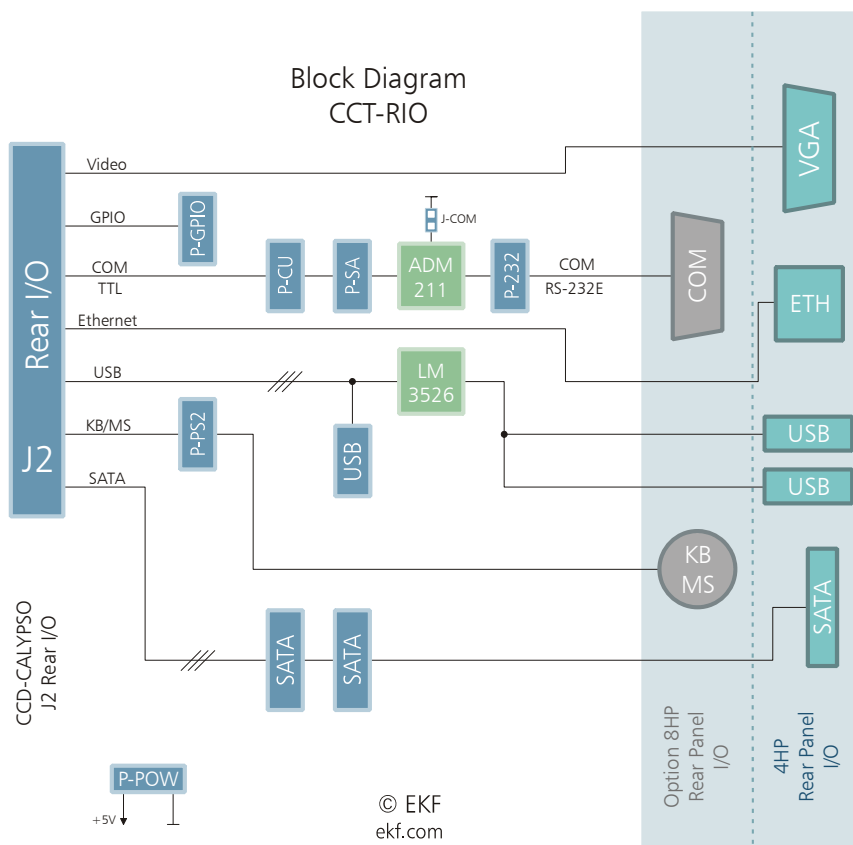 Block Diagram
CCT-RIO
Rear I/O
J2
Video
GPIO
P-GPIO
COM
TTL
P-CU
P-SA
J-COM
ADM
211
P-232
COM
RS-232E
COM
VGA
Ethernet
ETH
USB
USB
LM
3526
USB
USB
KB/MS
P-PS2
KB
MS
SATA
SATA
SATA
SATA
CCD-CALYPSO
J2 Rear I/O
P-POW
+5V
© EKF
ekf.com
Option 8HP
Rear Panel
I/O
4HP
Rear Panel
I/O